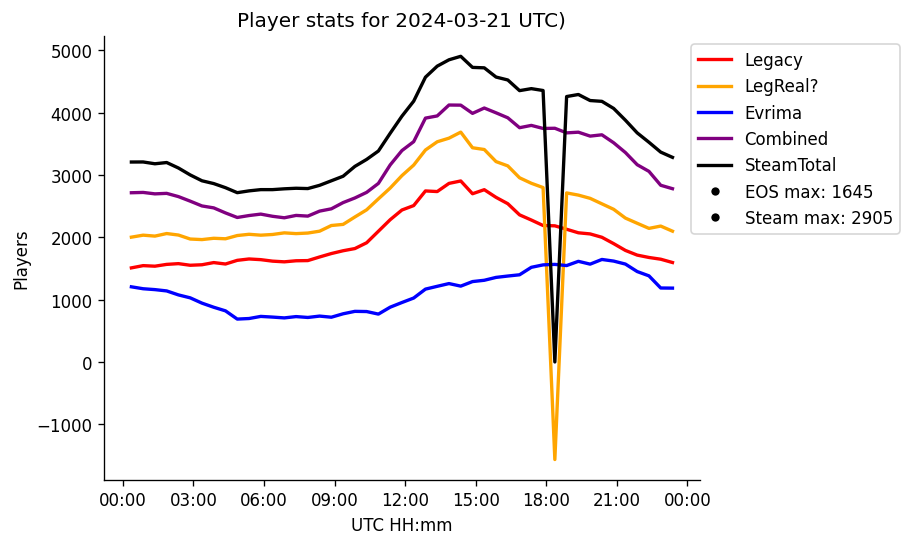 Player stats for 2024-03-21 UTC)
5000
4000
3000
2000
1000
0
−1000
Players
00:00 03:00 06:00 09:00 12:00 15:00 18:00 21:00 00:00
UTC HH:mm
Legacy
LegReal?
Evrima
Combined
SteamTotal
EOS max: 1645
Steam max: 2905